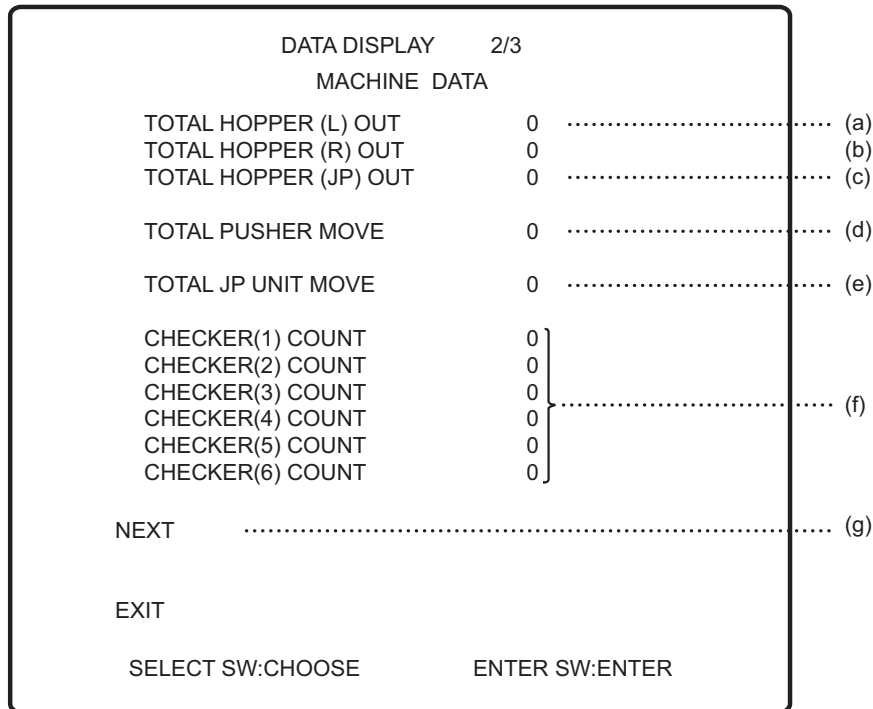 DATA DISPLAY 2/3
MACHINE DATA
TOTAL HOPPER (L) OUT 0 (a)
TOTAL HOPPER (R) OUT 0 (b)
TOTAL HOPPER (JP) OUT 0 (c)
TOTAL PUSHER MOVE 0 (d)
TOTAL JP UNIT MOVE 0 (e)
CHECKER(1) COUNT 0
CHECKER(2) COUNT 0
CHECKER(3) COUNT 0 (f)
CHECKER(4) COUNT 0
CHECKER(5) COUNT 0
CHECKER(6) COUNT 0
NEXT (g)
EXIT
SELECT SW:CHOOSE ENTER SW:ENTER